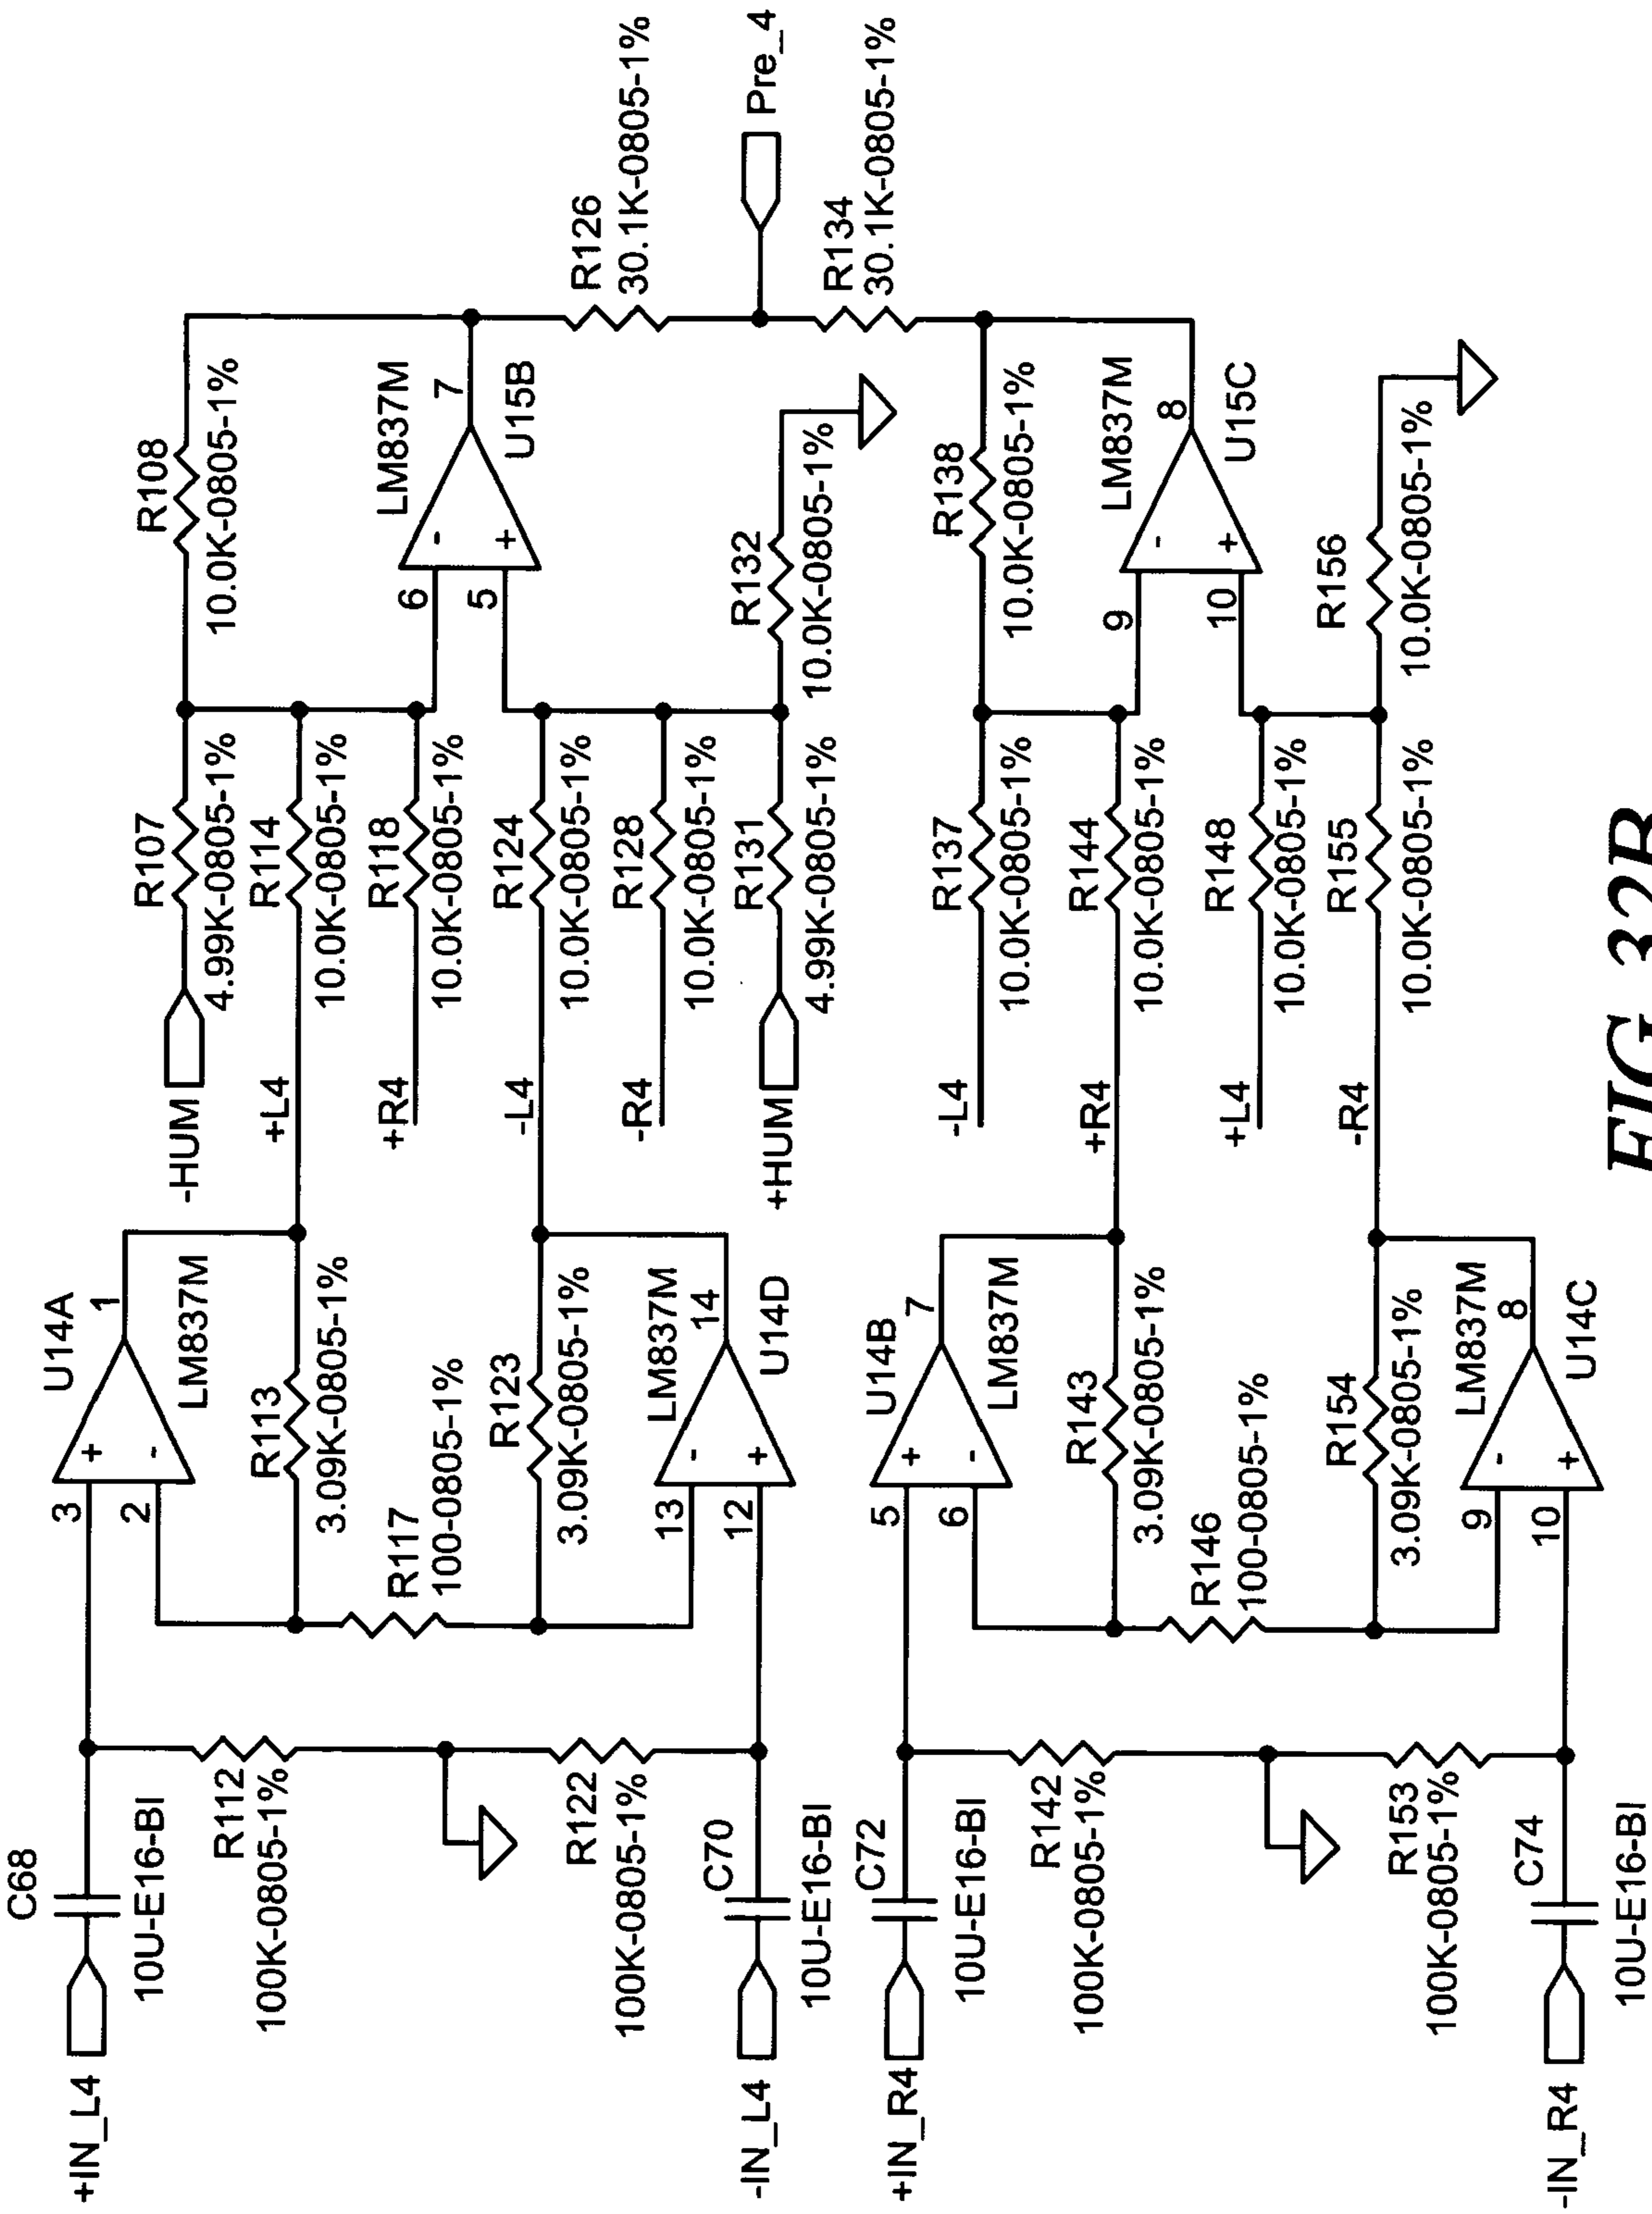 +IN_L4
C68
10U-E16-BI
R112
100K-0805-1%
R122
100K-0805-1%
-IN_L4
C70
10U-E16-BI
+IN_R4
C72
10U-E16-BI
R142
100K-0805-1%
R153
100K-0805-1%
-IN_R4
C74
10U-E16-BI
3
2
+
-
1
U14A
LM837M
R113
3.09K-0805-1%
R117
100-0805-1%
R123
3.09K-0805-1%
13
12
-
+
14
LM837M
U14D
5
6
+
-
7
U14B
LM837M
R143
3.09K-0805-1%
R146
100-0805-1%
R154
3.09K-0805-1%
9
10
-
+
8
LM837M
U14C
-HUM
R107
4.99K-0805-1%
+L4
R114
10.0K-0805-1%
+R4
R118
10.0K-0805-1%
-L4
R124
10.0K-0805-1%
-R4
R128
10.0K-0805-1%
+HUM
R131
4.99K-0805-1%
-L4
R137
10.0K-0805-1%
+R4
R144
10.0K-0805-1%
+L4
R148
10.0K-0805-1%
-R4
R155
10.0K-0805-1%
R108
10.0K-0805-1%
6
5
-
+
7
LM837M
U15B
R132
10.0K-0805-1%
R138
10.0K-0805-1%
9
10
-
+
8
LM837M
U15C
R156
10.0K-0805-1%
R126
30.1K-0805-1%
Pre_4
R134
30.1K-0805-1%
FIG 32B